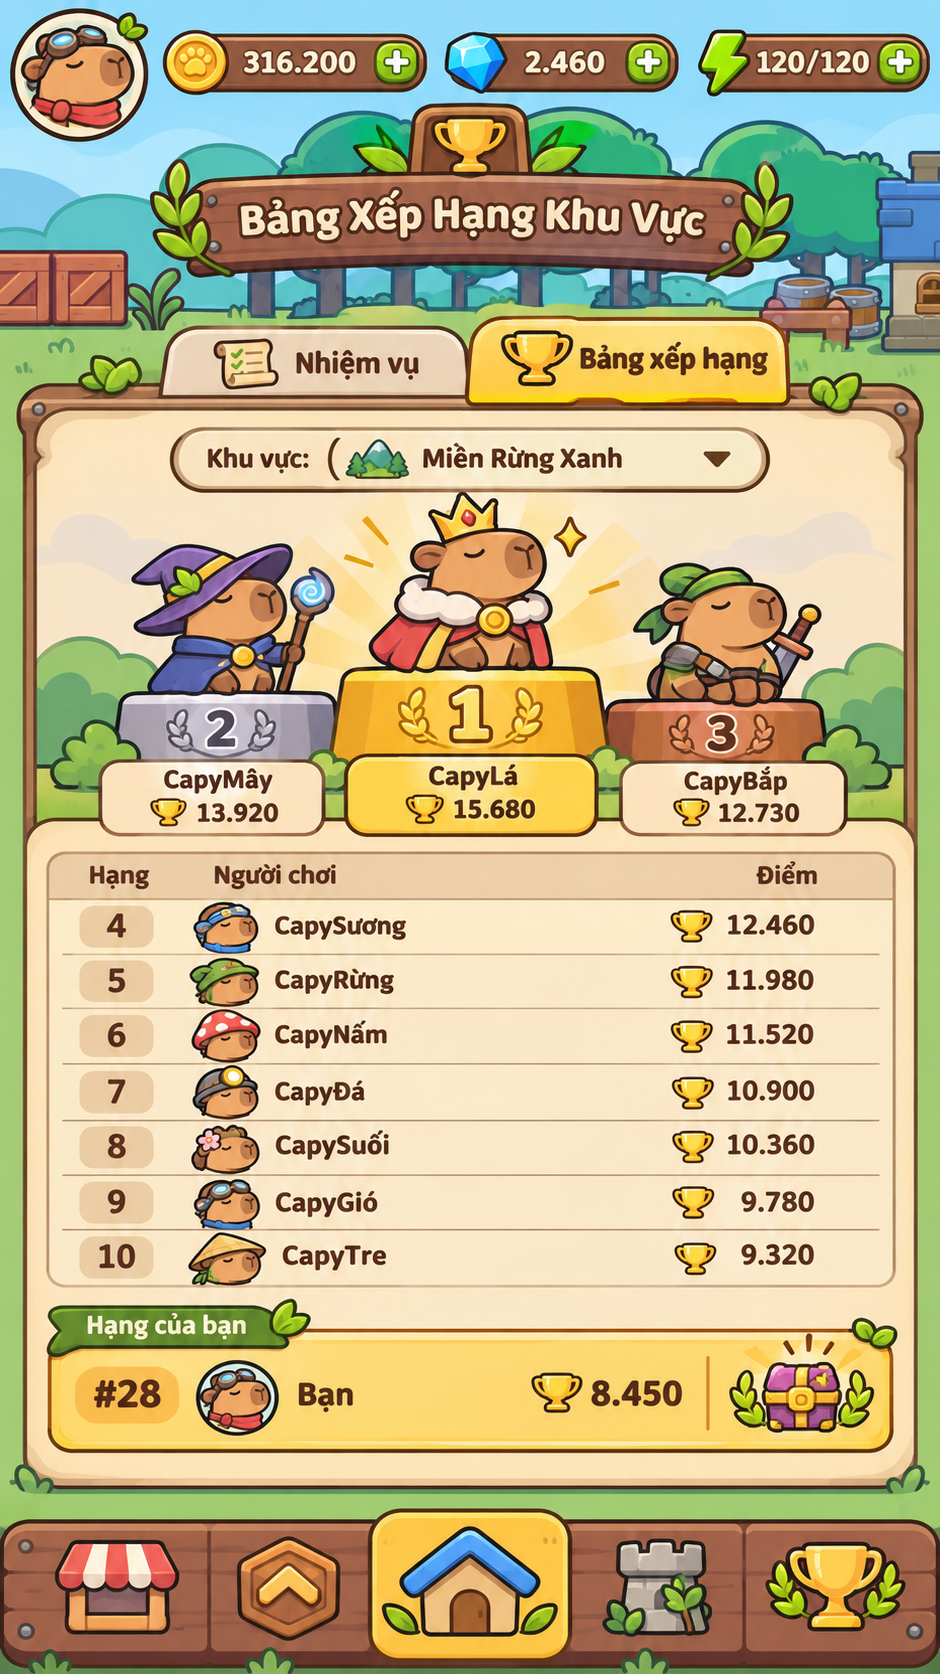 316.200
2.460
120/120
Bảng Xếp Hạng Khu Vực
Nhiệm vụ
Bảng xếp hạng
Khu vực: ( Miền Rừng Xanh
2
1
3
CapyMây
13.920
CapyLá
15.680
CapyBắp
12.730
Hạng Người chơi Điểm
4 CapySương 12.460
5 CapyRừng 11.980
6 CapyNấm 11.520
7 CapyĐá 10.900
8 CapySuối 10.360
9 CapyGió 9.780
10 CapyTre 9.320
Hạng của bạn
#28 Bạn 8.450